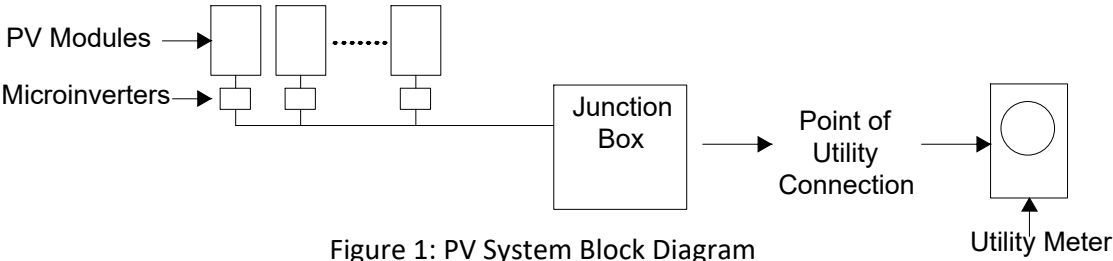 PV Modules
Microinverters
Junction
Box
Point of
Utility
Connection
Utility Meter
Figure 1: PV System Block Diagram